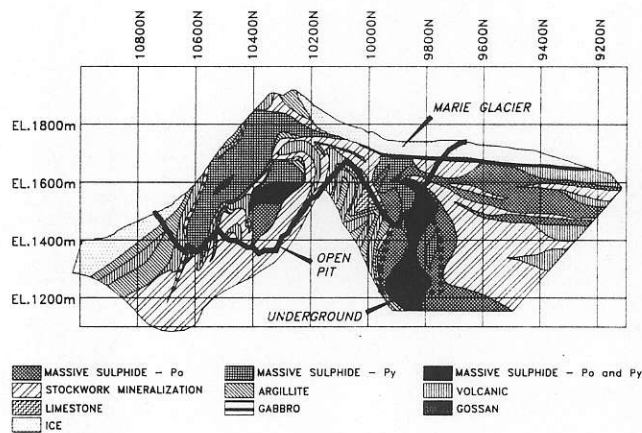 10800N 10600N 10400N 10200N 10000N 9800N 9600N 9400N 9200N
MARIE GLACIER
EL.1800m
EL.1600m
EL.1400m
OPEN
PIT
EL.1200m
UNDERGROUND
MASSIVE SULPHIDE - Po MASSIVE SULPHIDE - Py MASSIVE SULPHIDE - Po and Py
STOCKWORK MINERALIZATION ARGILLITE VOLCANIC
LIMESTONE GABBRO GOSSAN
ICE